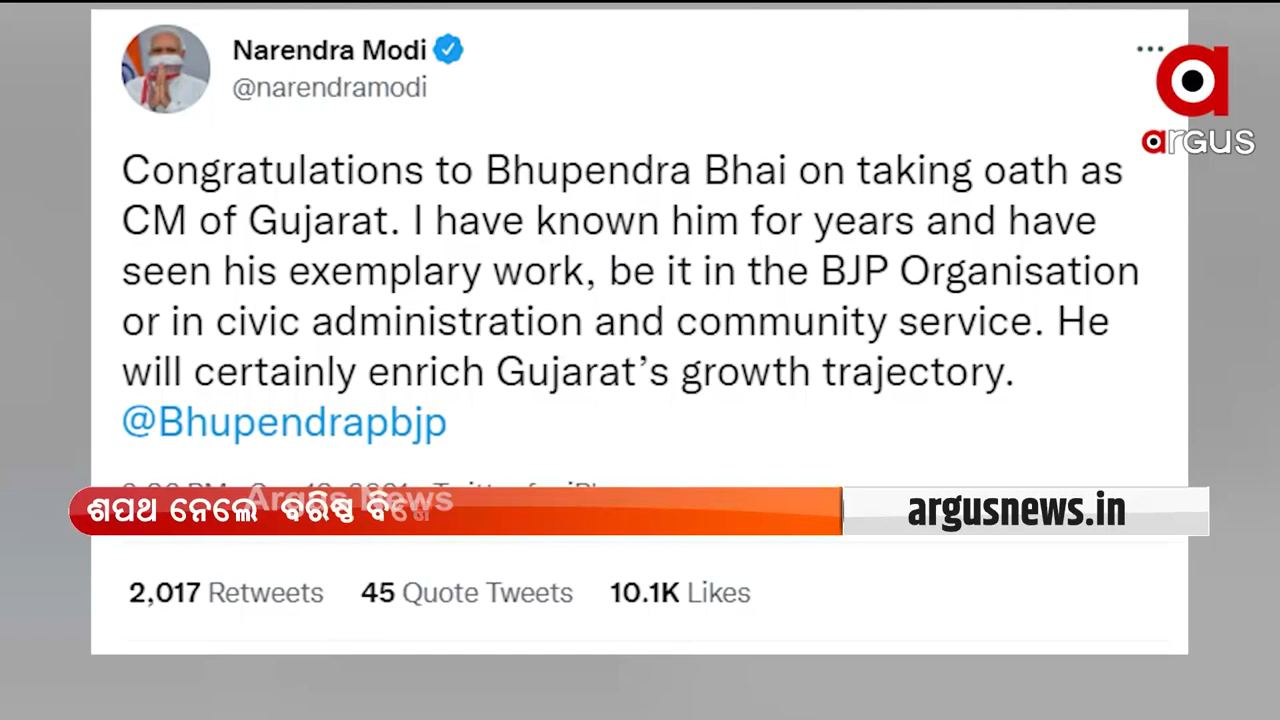 Narendra Modi
@narendramodi
argus
Congratulations to Bhupendra Bhai on taking oath as
CM of Gujarat. I have known him for years and have
seen his exemplary work, be it in the BJP Organisation
or in civic administration and community service. He
will certainly enrich Gujarat’s growth trajectory.
@Bhupendrapbjp
Argus News
ଶପଥ ନେଲେ ବରିଷ୍ଠ
argusnews.in
2,017 Retweets 45 Quote Tweets 10.1K Likes